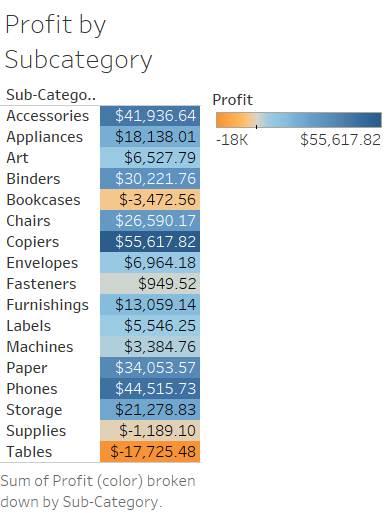 Profit by
Subcategory
Sub-Catego..
Profit
-18K $55,617.82
Accessories $41,936.64
Appliances $18,138.01
Art $6,527.79
Binders $30,221.76
Bookcases $-3,472.56
Chairs $26,590.17
Copiers $55,617.82
Envelopes $6,964.18
Fasteners $949.52
Furnishings $13,059.14
Labels $5,546.25
Machines $3,384.76
Paper $34,053.57
Phones $44,515.73
Storage $21,278.83
Supplies $-1,189.10
Tables $-17,725.48
Sum of Profit (color) broken
down by Sub-Category.